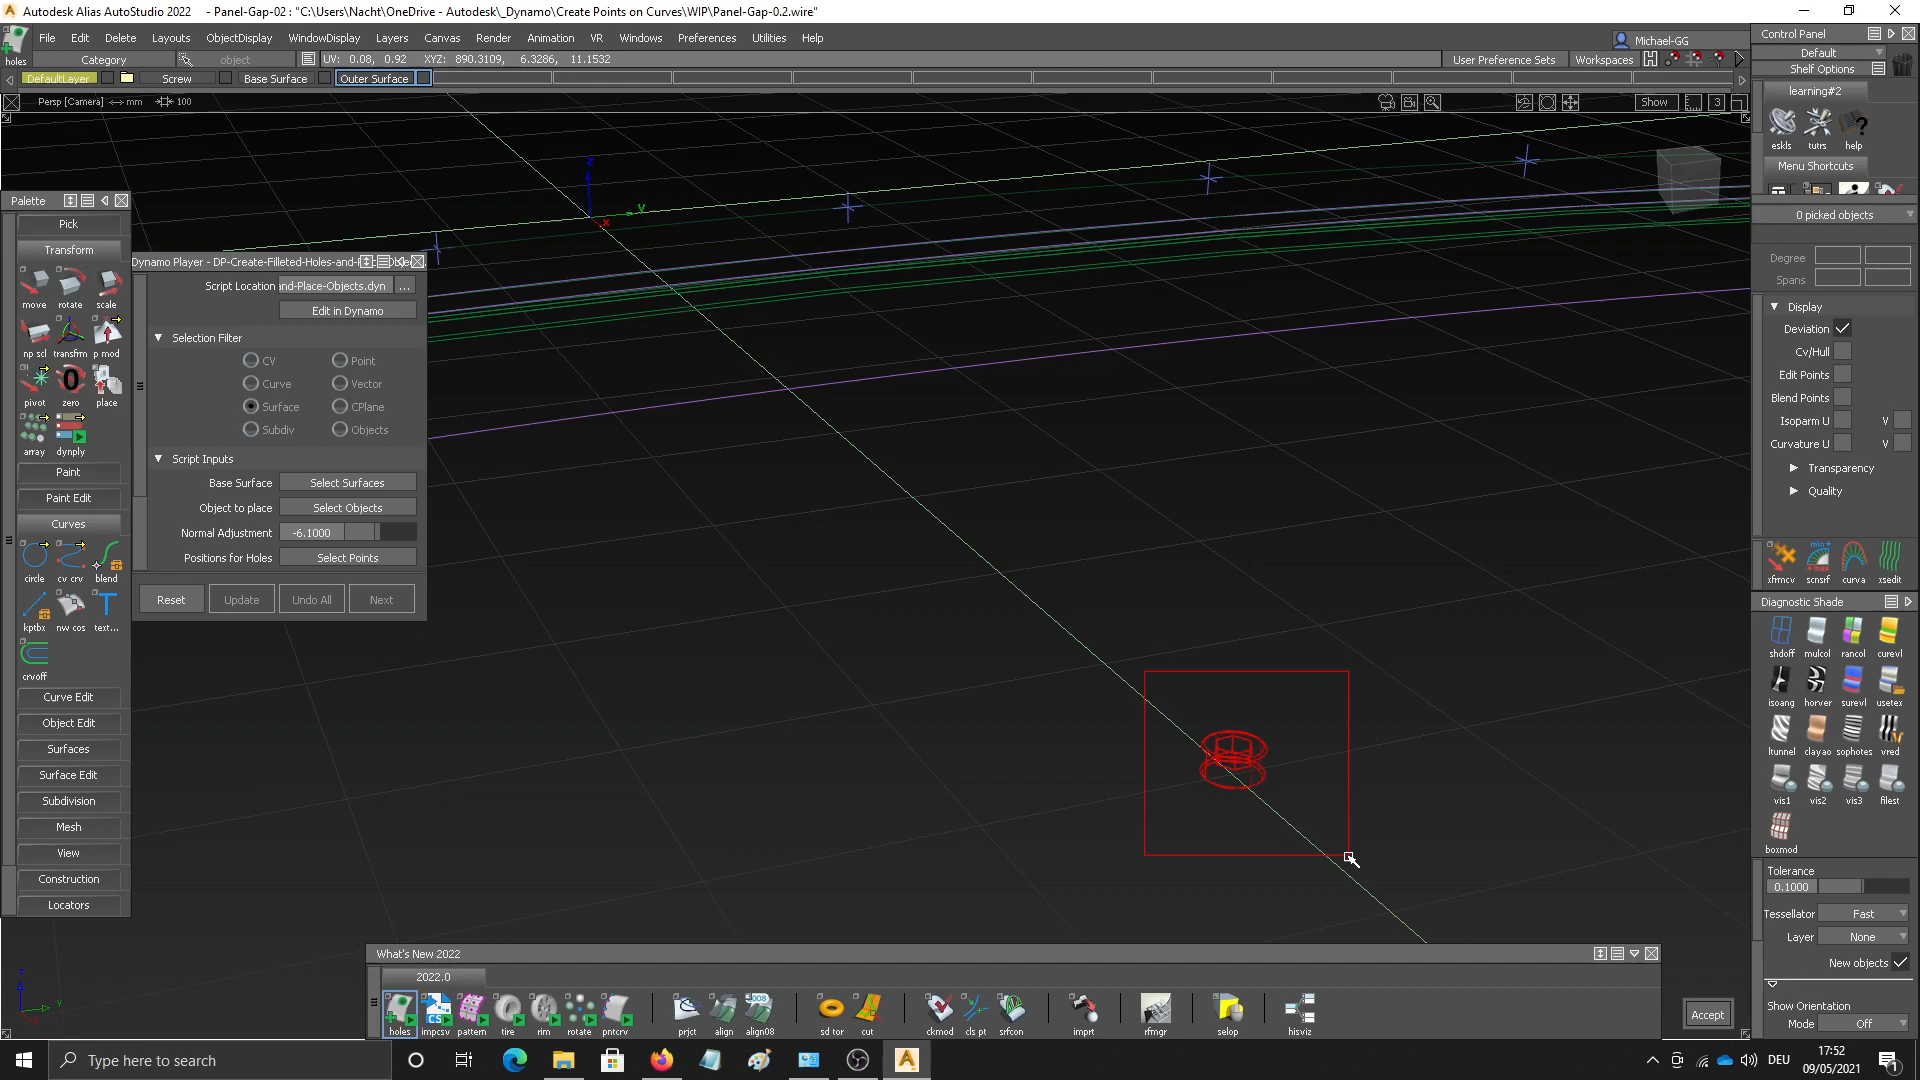 Autodesk Alias AutoStudio 2022 - Panel-Gap-02 : "C:\Users\Nacht\OneDrive - Autodesk\_Dynamo\Create Points on Curves\WIP\Panel-Gap-0.2.wire"
File Edit Delete Layouts ObjectDisplay WindowDisplay Layers Canvas Render Animation VR Windows Preferences Utilities Help
Michael-GG
holes Category object UV: 0.08, 0.92 XYZ: 890.3109, 6.3286, 11.1532 User Preference Sets Workspaces
DefaultLayer Screw Base Surface Outer Surface
Persp [Camera] mm 100 Show 3
z
y
x
Palette
Pick
Transform
move rotate scale
np scl transfrm p mod
pivot zero place
array dynply
Paint
Paint Edit
Curves
circle cv crv blend
kptbx nw cos text...
crvoff
Curve Edit
Object Edit
Surfaces
Surface Edit
Subdivision
Mesh
View
Construction
Locators
Script Location nd-Place-Objects.dyn ...
Edit in Dynamo
Selection Filter
CV Point
Curve Vector
Surface CPlane
Subdiv Objects
Script Inputs
Base Surface Select Surfaces
Object to place Select Objects
Normal Adjustment -6.1000
Positions for Holes Select Points
Reset Update Undo All Next
Control Panel
Default
Shelf Options
learning#2
eskls tutrs help
Menu Shortcuts
0 picked objects
Degree
Spans
Display
Deviation
Cv/Hull
Edit Points
Blend Points
Isoparm U V
Curvature U V
Transparency
Quality
xfrmcv scnsrf curva xsedit
Diagnostic Shade
shdoff mulcol rancol curevl
isoang horver surevl usetex
ltunnel clayao sophotes vred
vis1 vis2 vis3 filest
boxmod
Tolerance
0.1000
Tessellator Fast
Layer None
New objects
Show Orientation
Mode Off
Accept
What's New 2022
2022.0
holes impcsv pattern tire rim rotate pntcrv prjct align align08 sd tor cut ckmod cls pt srfcon imprt rfmgr selop hisviz
Type here to search
DEU
17:52
09/05/2021